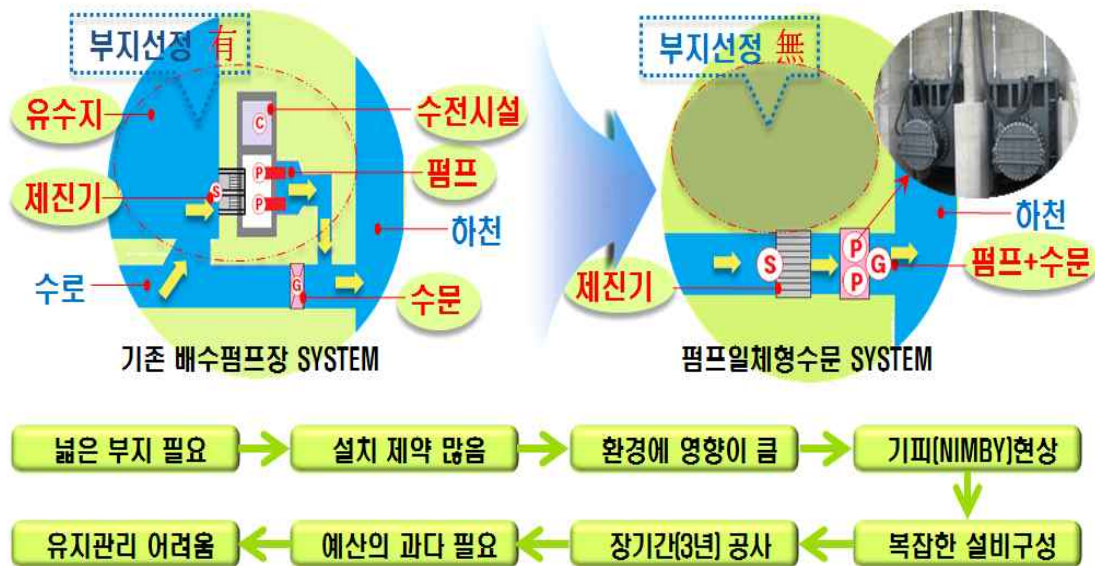 부지선정 有
유수지
수전시설
C
제진기
S
P
P
펌프
하천
수로
G
수문
기존 배수펌프장 SYSTEM
부지선정 無
하천
S
P
P
G
펌프+수문
제진기
펌프일체형수문 SYSTEM
넓은 부지 필요
설치 제약 많음
환경에 영향이 큼
기피(NIMBY)현상
유지관리 어려움
예산의 과다 필요
장기간(3년) 공사
복잡한 설비구성